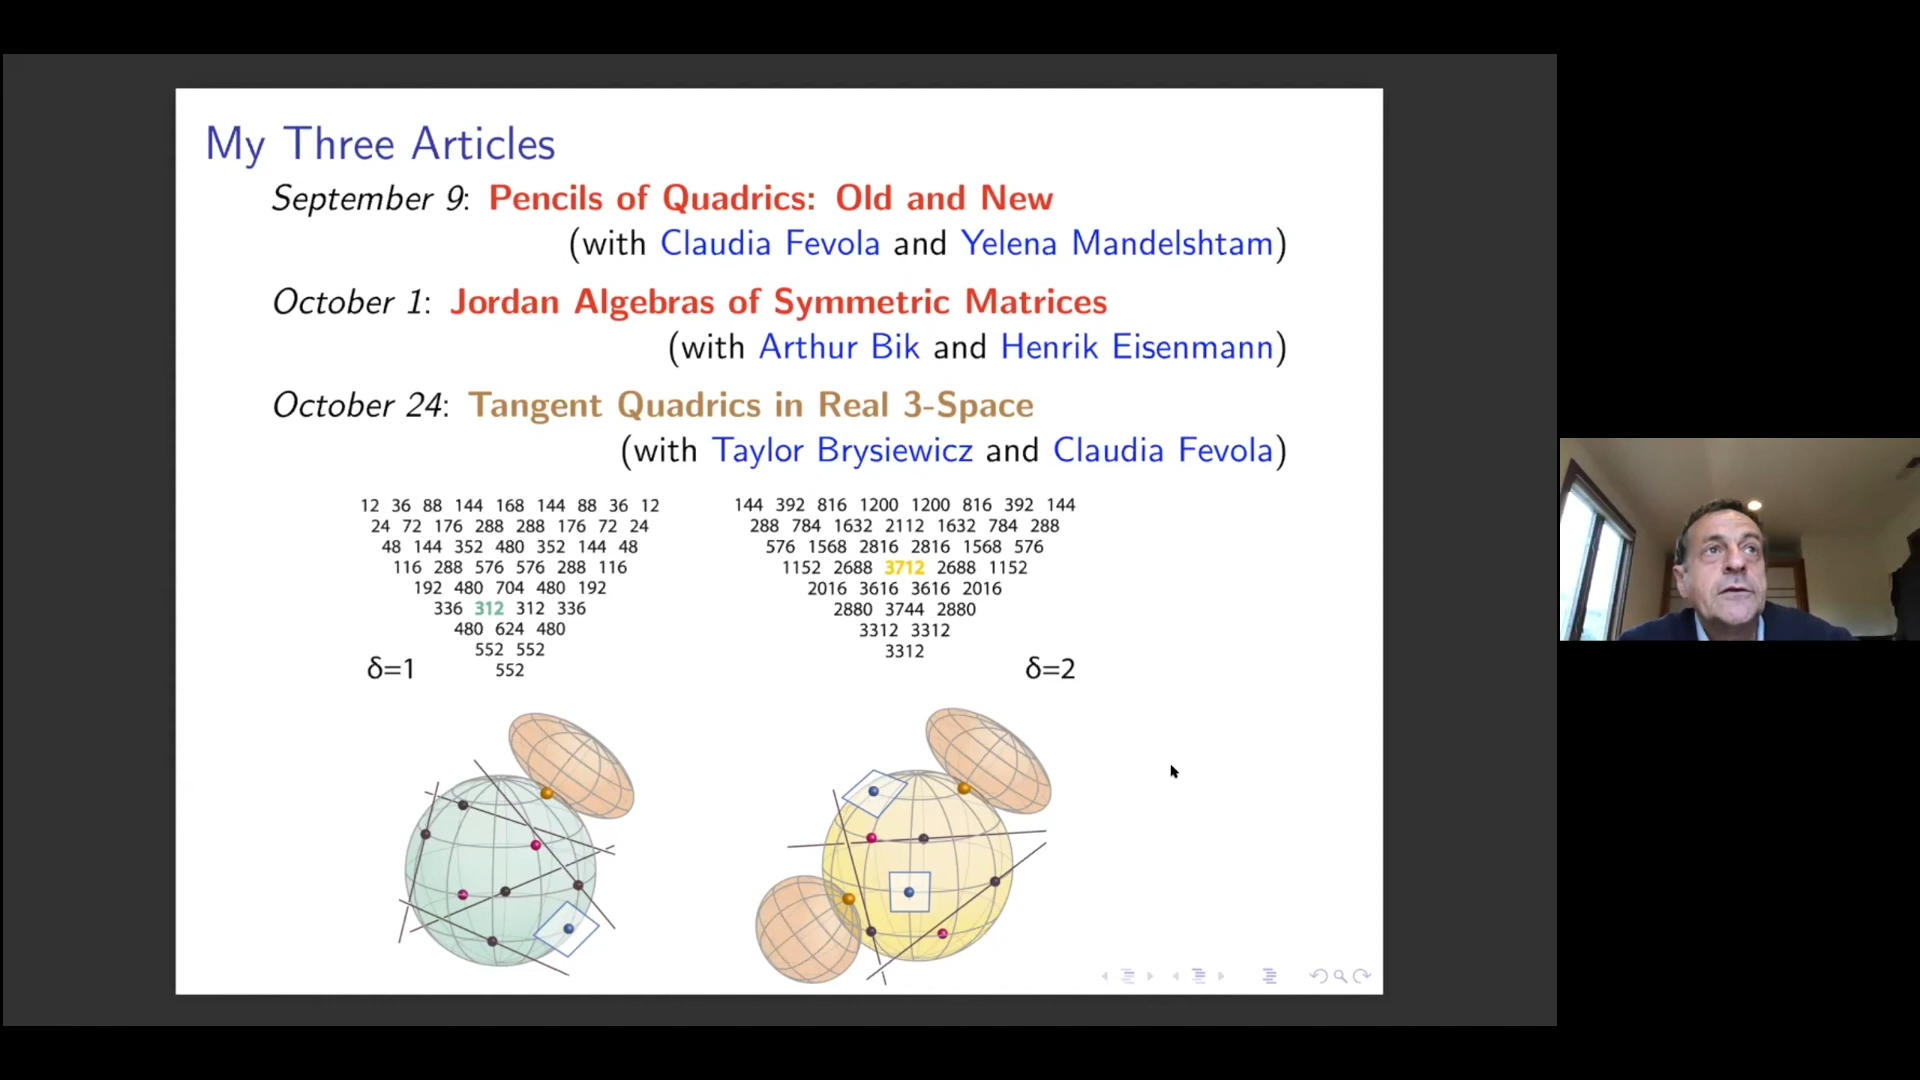 My Three Articles
September 9: Pencils of Quadrics: Old and New
(with Claudia Fevola and Yelena Mandelshtam)
October 1: Jordan Algebras of Symmetric Matrices
(with Arthur Bik and Henrik Eisenmann)
October 24: Tangent Quadrics in Real 3-Space
(with Taylor Brysiewicz and Claudia Fevola)
12 36 88 144 168 144 88 36 12
24 72 176 288 288 176 72 24
48 144 352 480 352 144 48
116 288 576 576 288 116
192 480 704 480 192
336 312 312 336
480 624 480
552 552
552
δ=1
144 392 816 1200 1200 816 392 144
288 784 1632 2112 1632 784 288
576 1568 2816 2816 1568 576
1152 2688 3712 2688 1152
2016 3616 3616 2016
2880 3744 2880
3312 3312
3312
δ=2